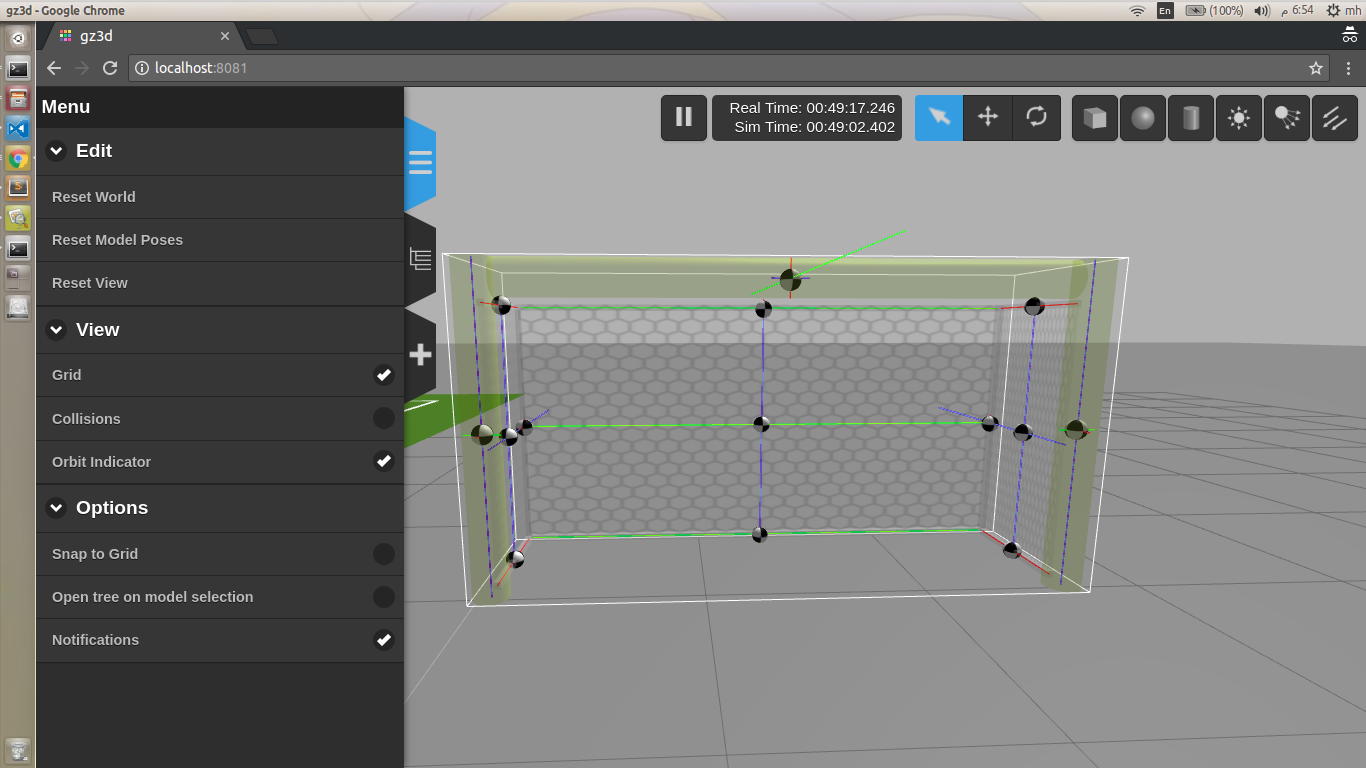 gz3d - Google Chrome
En
(100%)
6:54 م
mh
gz3d
localhost:8081
Menu
Edit
Reset World
Reset Model Poses
Reset View
View
Grid
Collisions
Orbit Indicator
Options
Snap to Grid
Open tree on model selection
Notifications
Real Time: 00:49:17.246
Sim Time: 00:49:02.402